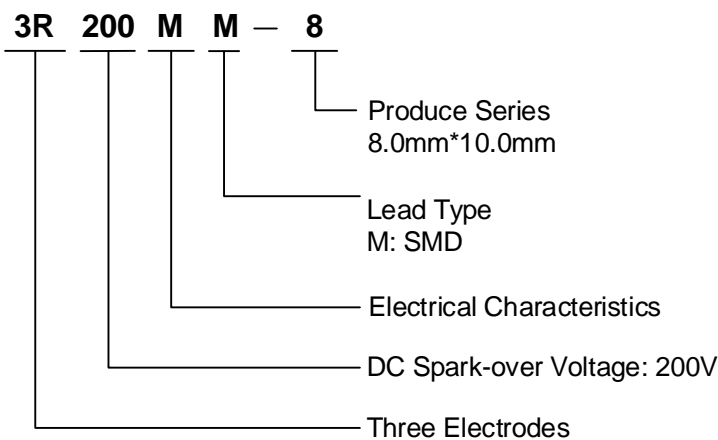 3R 200 M M — 8
Produce Series
8.0mm*10.0mm
Lead Type
M: SMD
Electrical Characteristics
DC Spark-over Voltage: 200V
Three Electrodes